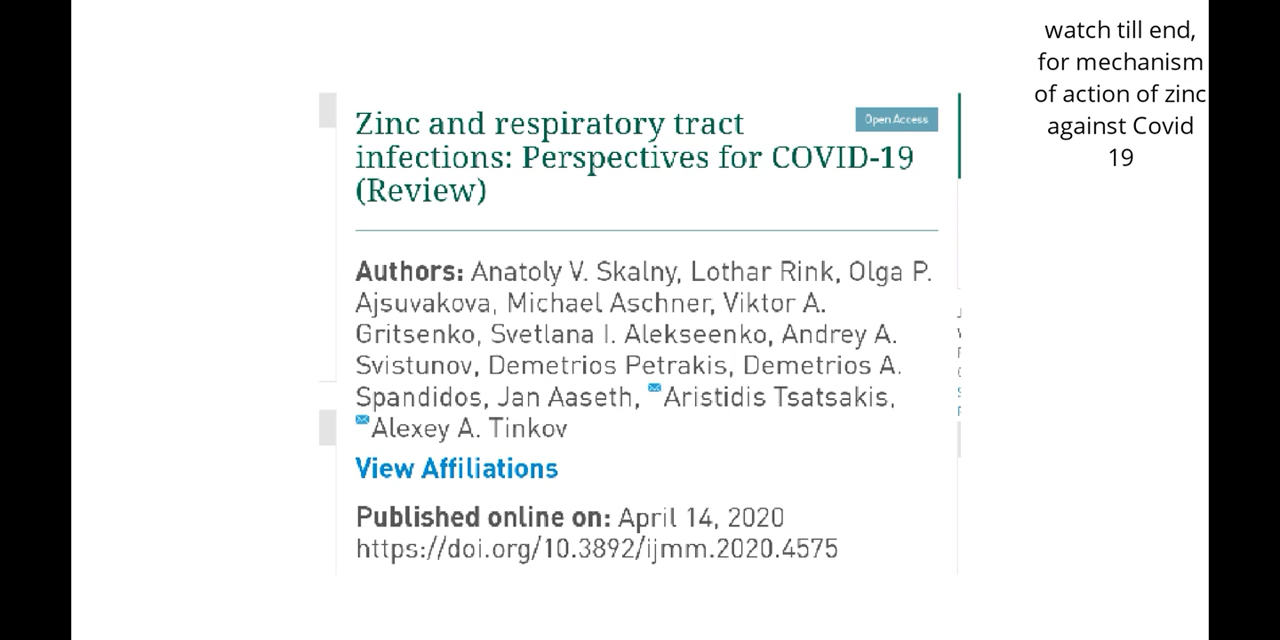 Zinc and respiratory tract
infections: Perspectives for COVID-19
(Review)
Open Access
Authors: Anatoly V. Skalny, Lothar Rink, Olga P.
Ajsuvakova, Michael Aschner, Viktor A.
Gritsenko, Svetlana I. Alekseenko, Andrey A.
Svistunov, Demetrios Petrakis, Demetrios A.
Spandidos, Jan Aaseth, Aristidis Tsatsakis,
Alexey A. Tinkov
View Affiliations
Published online on: April 14, 2020
https://doi.org/10.3892/ijmm.2020.4575
watch till end,
for mechanism
of action of zinc
against Covid
19